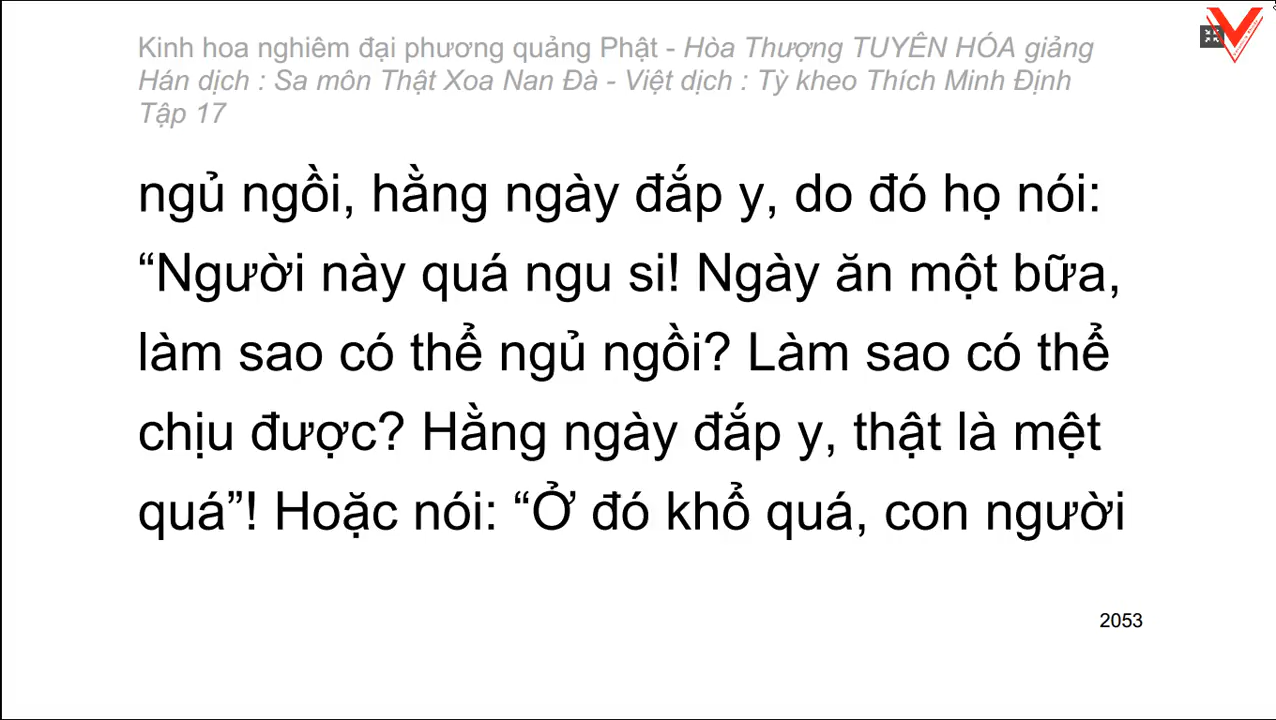 Kinh hoa nghiêm đại phương quảng Phật - Hòa Thượng TUYÊN HÓA giảng
Hán dịch : Sa môn Thật Xoa Nan Đà - Việt dịch : Tỳ kheo Thích Minh Định
Tập 17
ngủ ngồi, hằng ngày đắp y, do đó họ nói:
“Người này quá ngu si! Ngày ăn một bữa,
làm sao có thể ngủ ngồi? Làm sao có thể
chịu được? Hằng ngày đắp y, thật là mệt
quá”! Hoặc nói: “Ở đó khổ quá, con người
2053